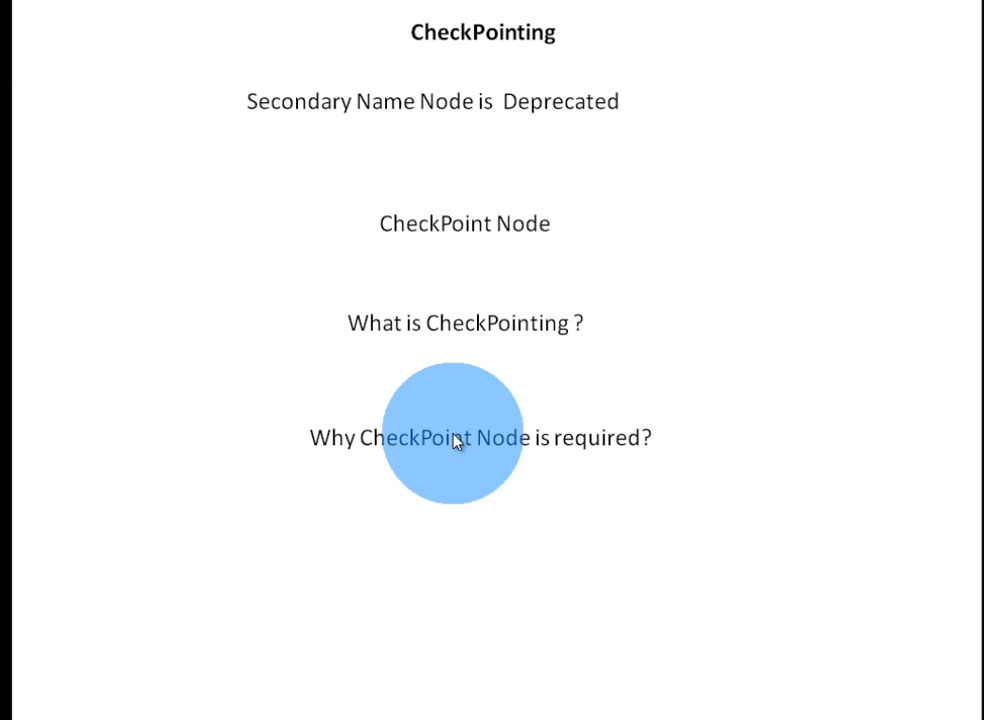 CheckPointing
Secondary Name Node is Deprecated
CheckPoint Node
What is CheckPointing ?
Why CheckPoint Node is required?